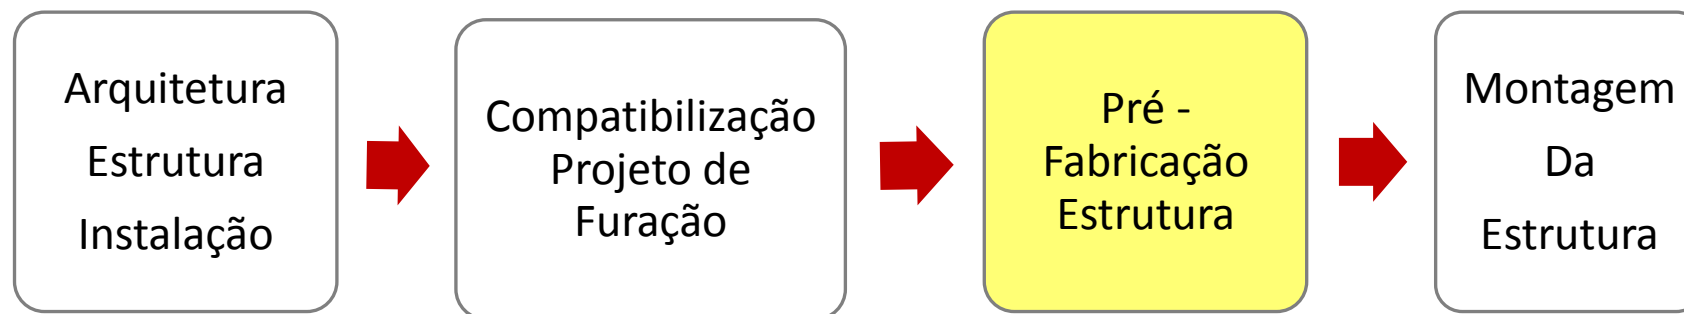 Arquitetura
Estrutura
Instalação
Compatibilização
Projeto de
Furação
Pré -
Fabricação
Estrutura
Montagem
Da
Estrutura